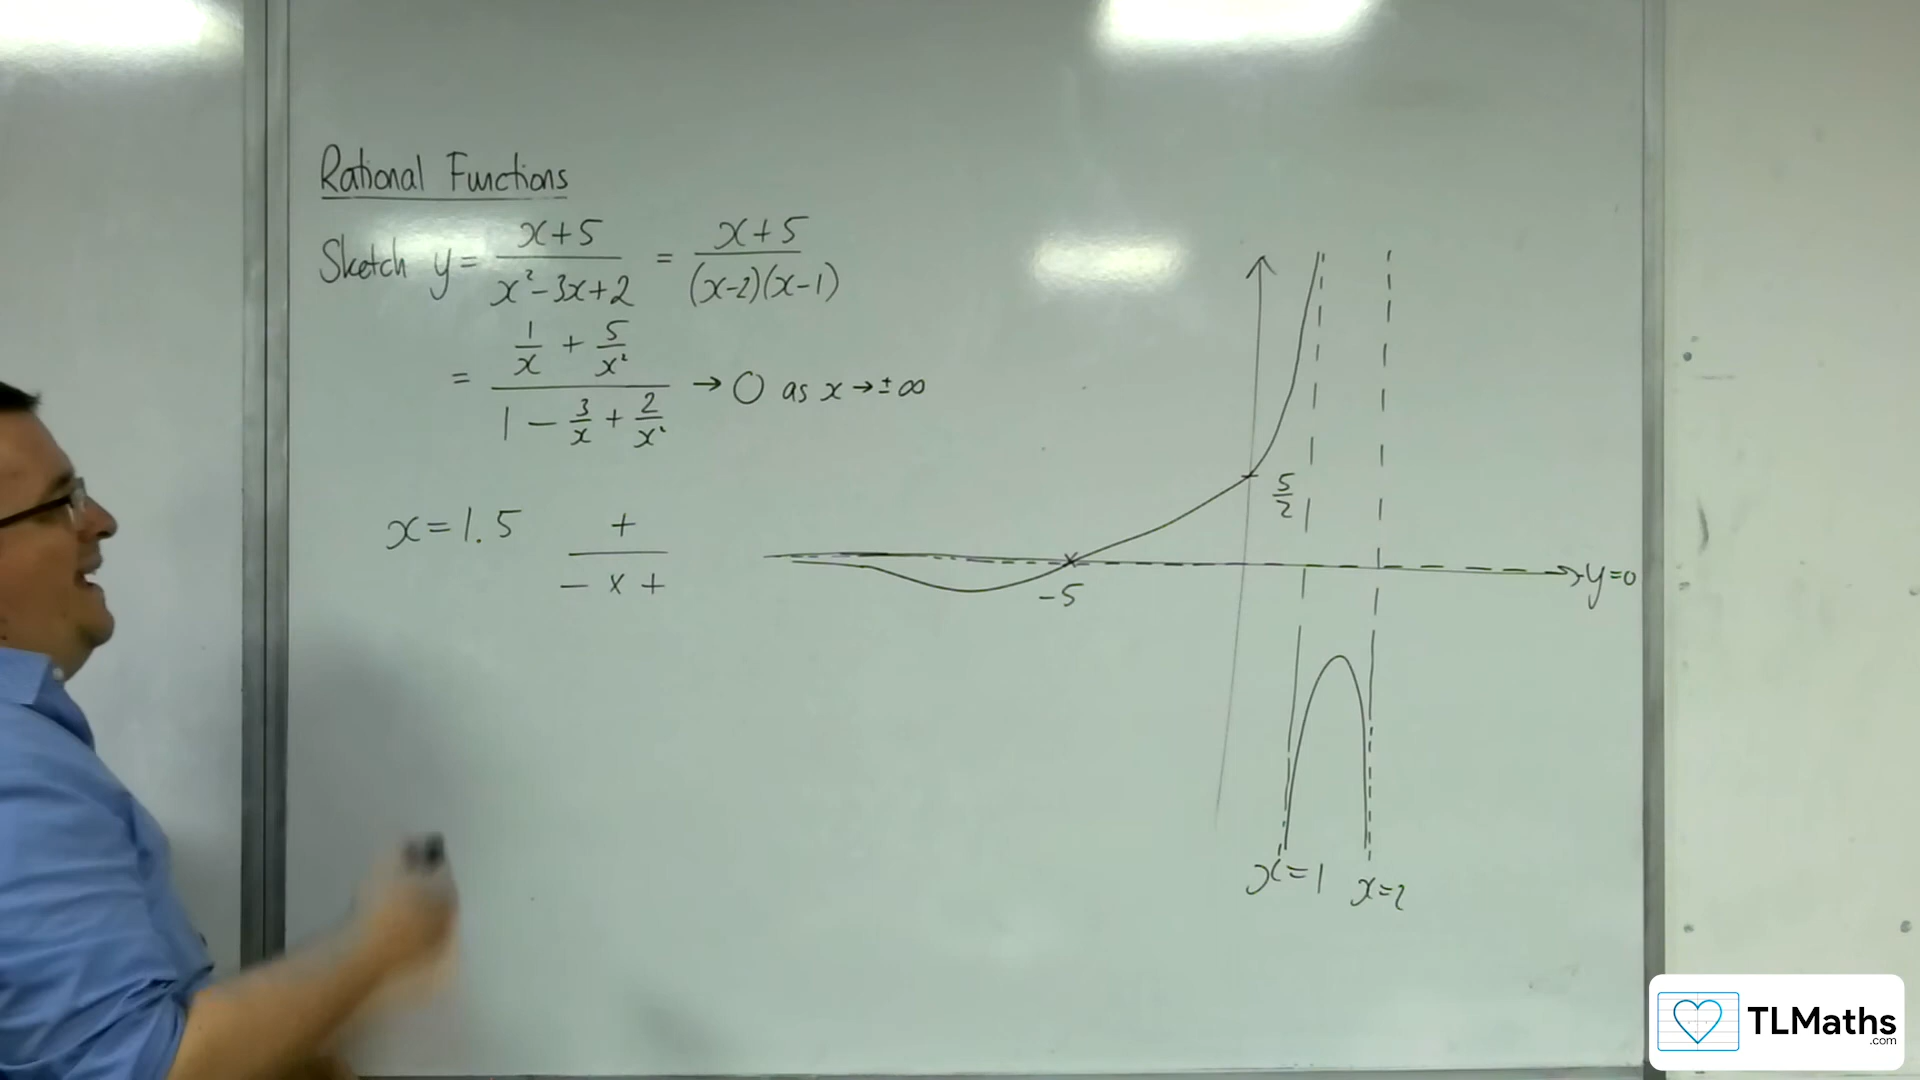 Rational Functions
Sketch y = x+5 / x²-3x+2 = x+5 / (x-2)(x-1)
= 1/x + 5/x² / 1 - 3/x + 2/x² → 0 as x → ±∞
x = 1.5 + / - x +
5/2
-5
y=0
x=1
x=2
TLMaths
.com